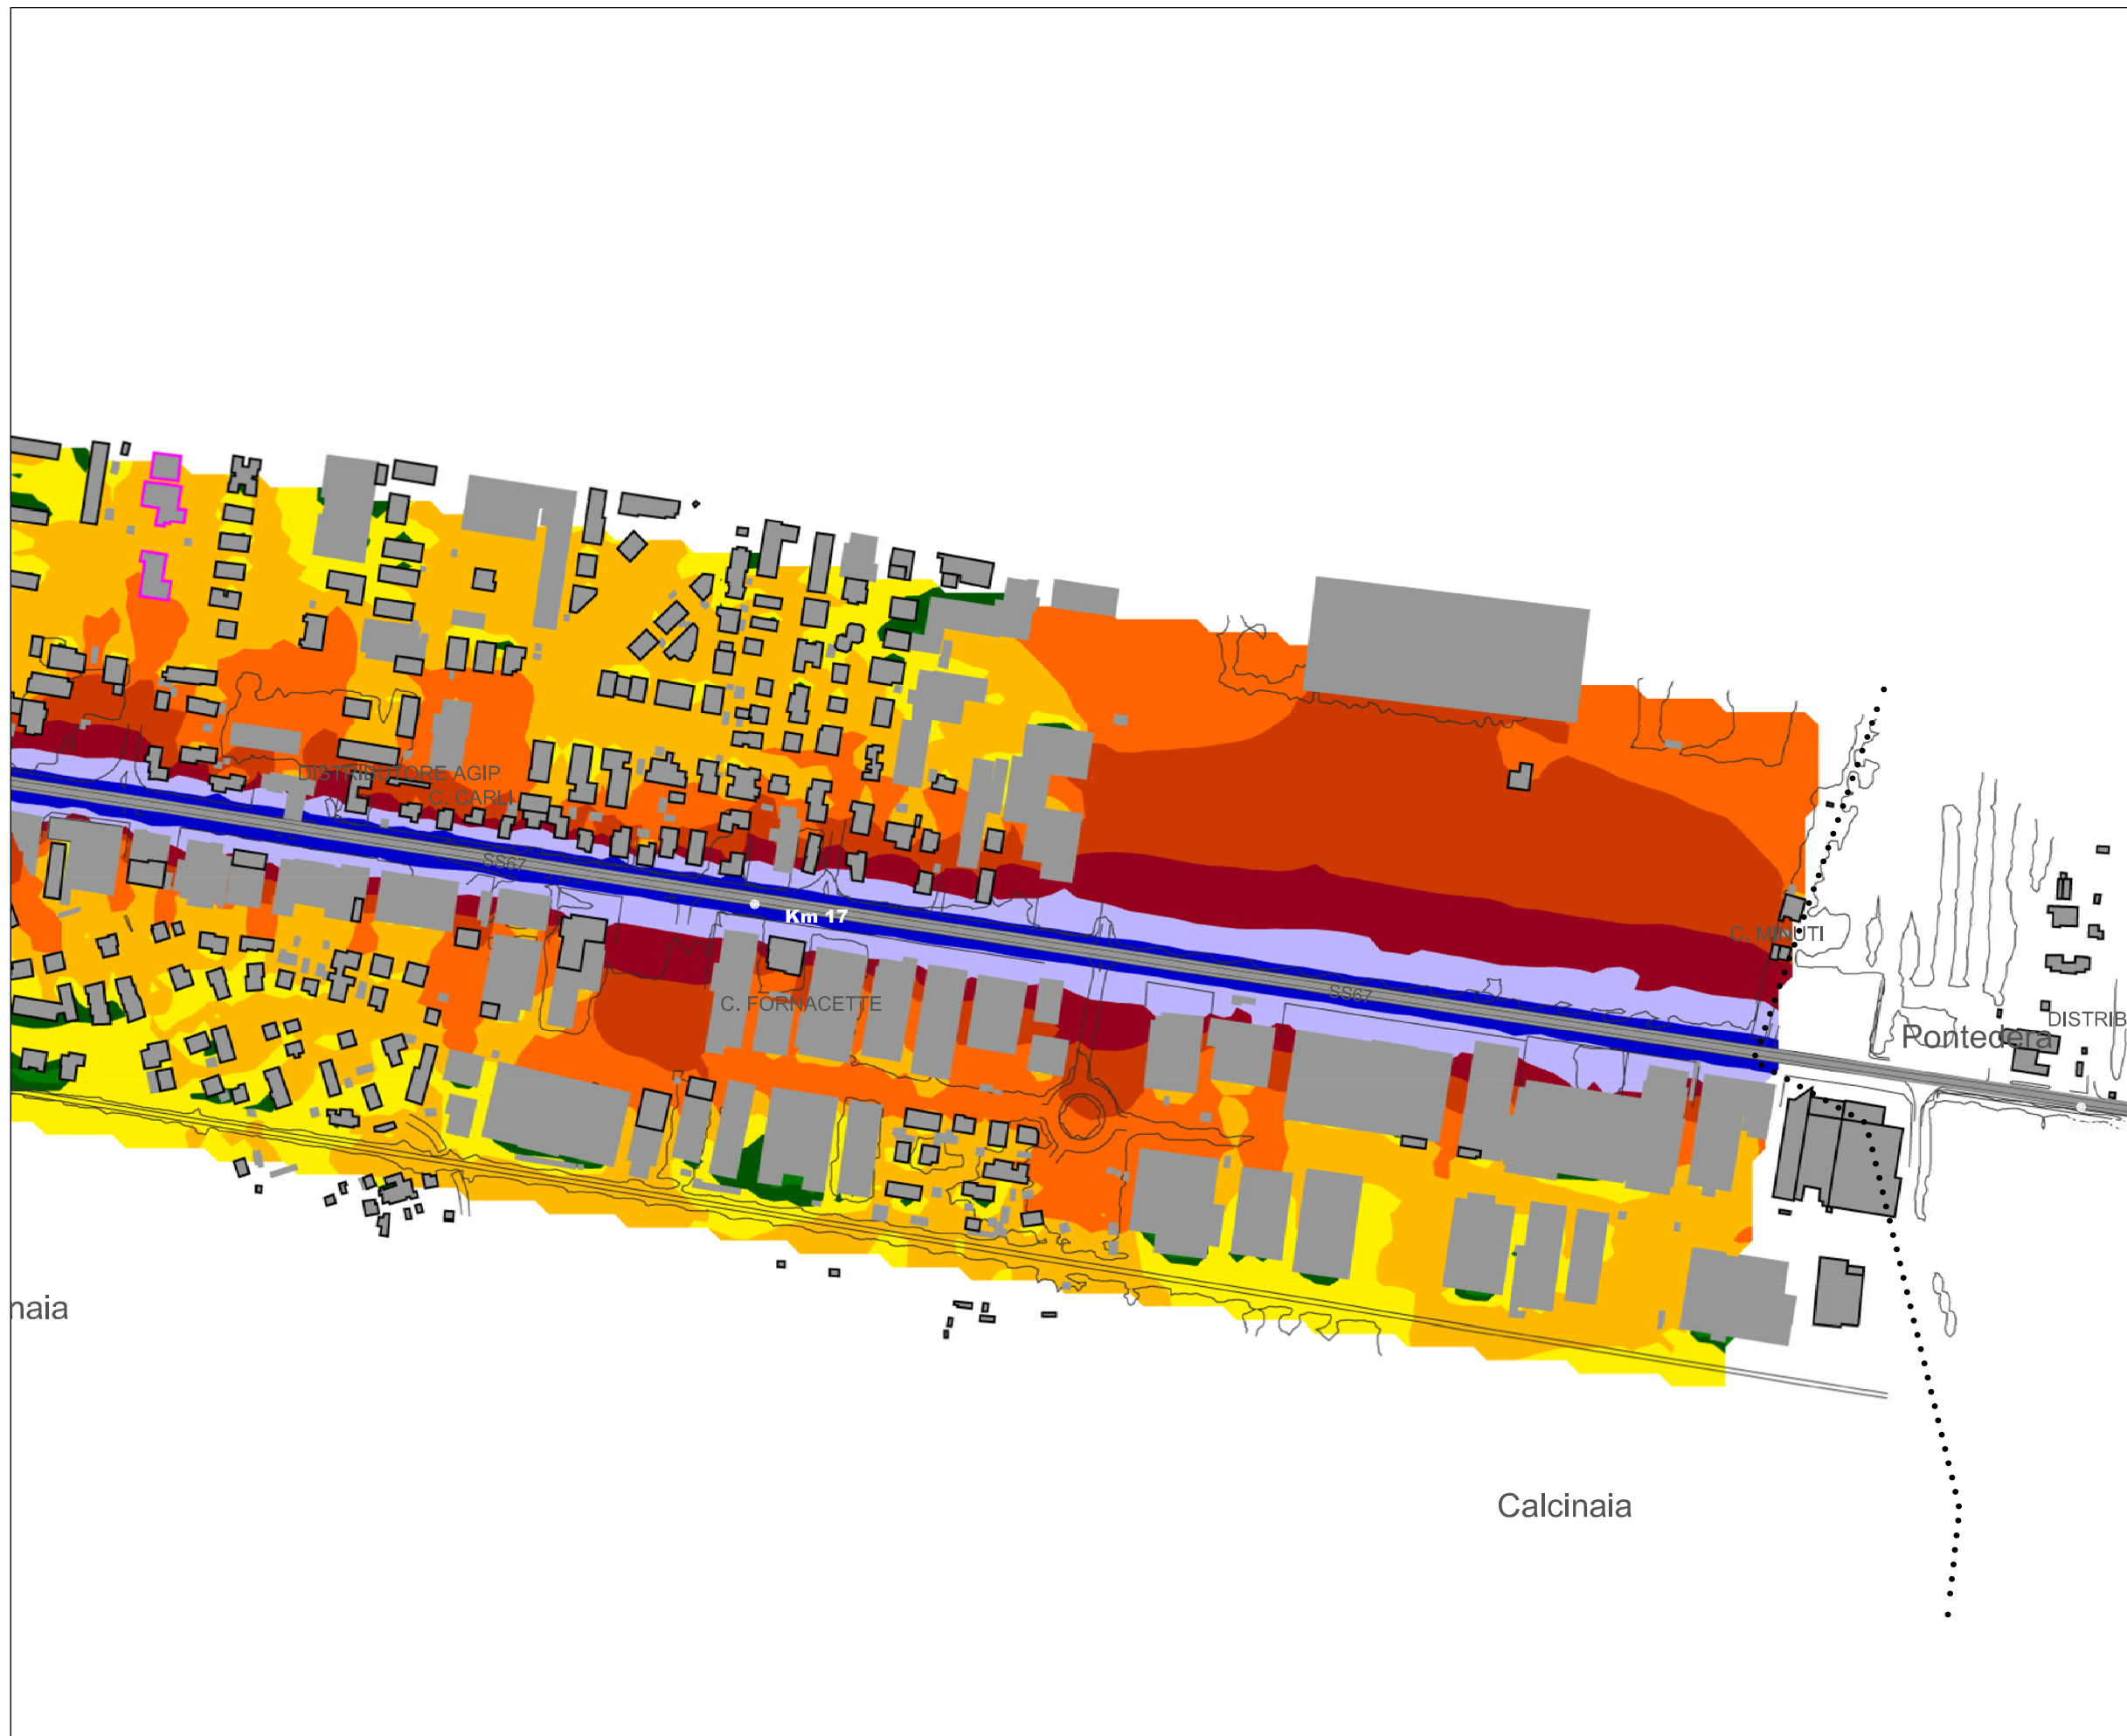 DISTRIBUTORE AGIP
C. CARLI
SS67
Km 17
C. MINUTI
C. FORNACETTE
SS67
DISTRIB
Pontedera
naia
Calcinaia